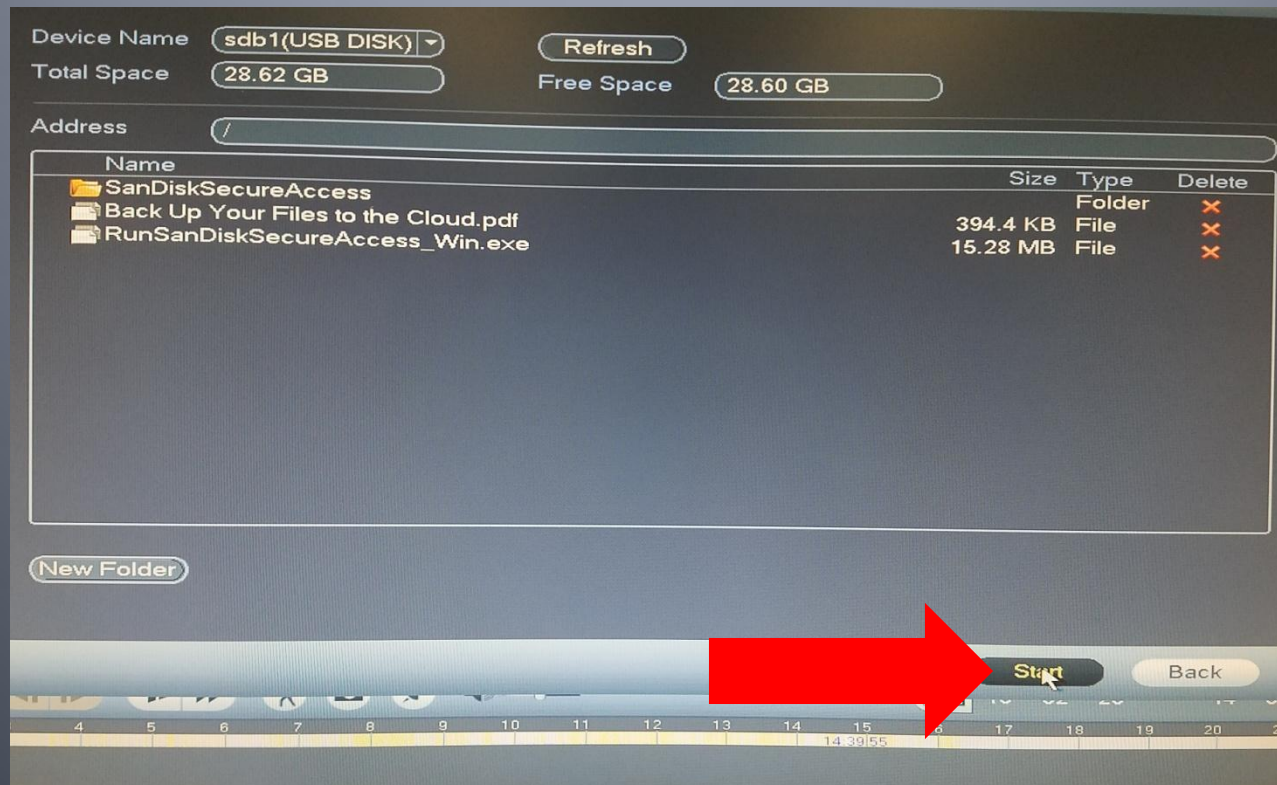 Device Name sdb1(USB DISK) Refresh
Total Space 28.62 GB Free Space 28.60 GB
Address /
Name Size Type Delete
SanDiskSecureAccess Folder
Back Up Your Files to the Cloud.pdf 394.4 KB File
RunSanDiskSecureAccess_Win.exe 15.28 MB File
New Folder
Start Back
4 5 6 7 8 9 10 11 12 13 14 15 17 18 19 20
14:39:55